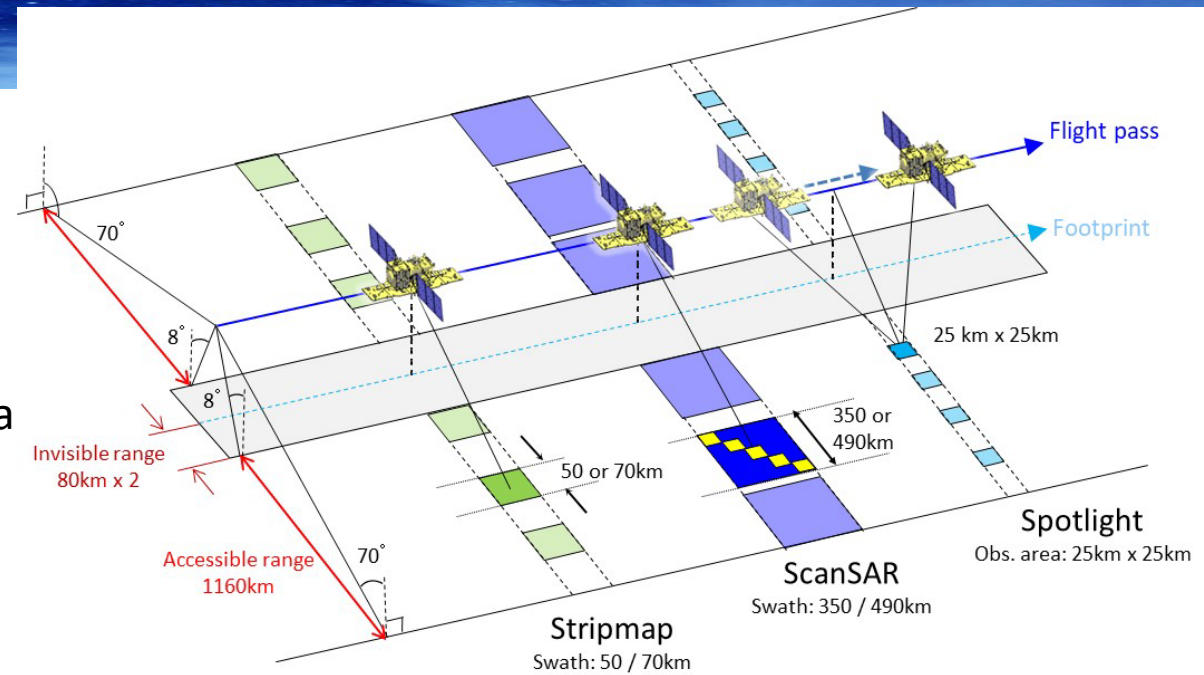 Flight pass
Footprint
70°
8°
8°
70°
a
Invisible range
80km x 2
Accessible range
1160km
50 or 70km
350 or
490km
25 km x 25km
Stripmap
Swath: 50 / 70km
ScanSAR
Swath: 350 / 490km
Spotlight
Obs. area: 25km x 25km